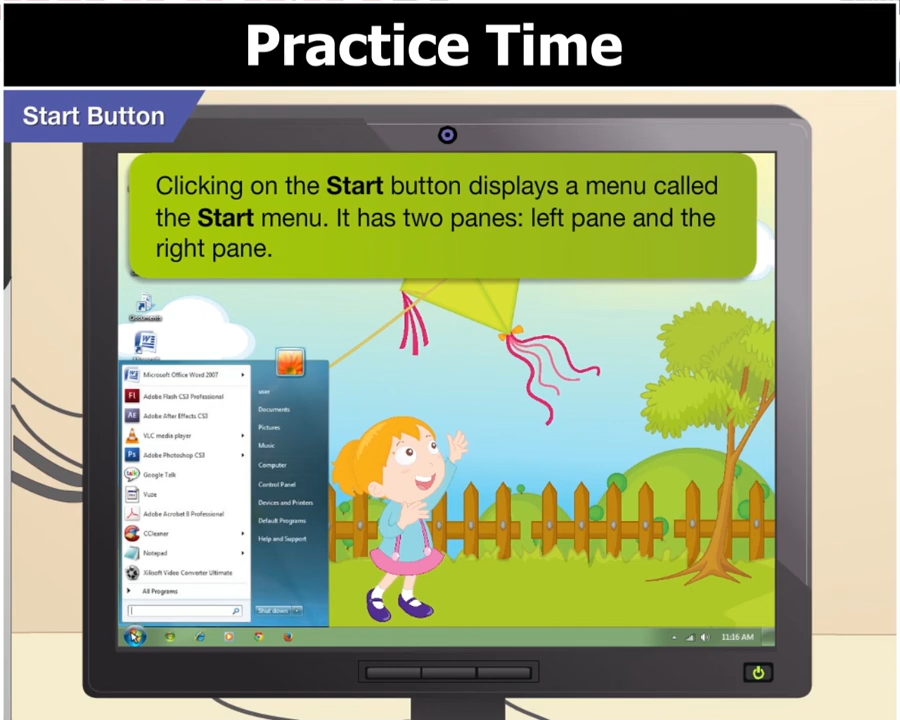 Practice Time
Start Button
Clicking on the Start button displays a menu called
the Start menu. It has two panes: left pane and the
right pane.
Documents
Microsoft Office Word 2007
Adobe Flash CS3 Professional
Adobe After Effects CS3
VLC media player
Adobe Photoshop CS3
Google Talk
Vuze
Adobe Acrobat 8 Professional
CCleaner
Notepad
Xilisoft Video Converter Ultimate
All Programs
user
Documents
Pictures
Music
Computer
Control Panel
Devices and Printers
Default Programs
Help and Support
Shut down
11:16 AM